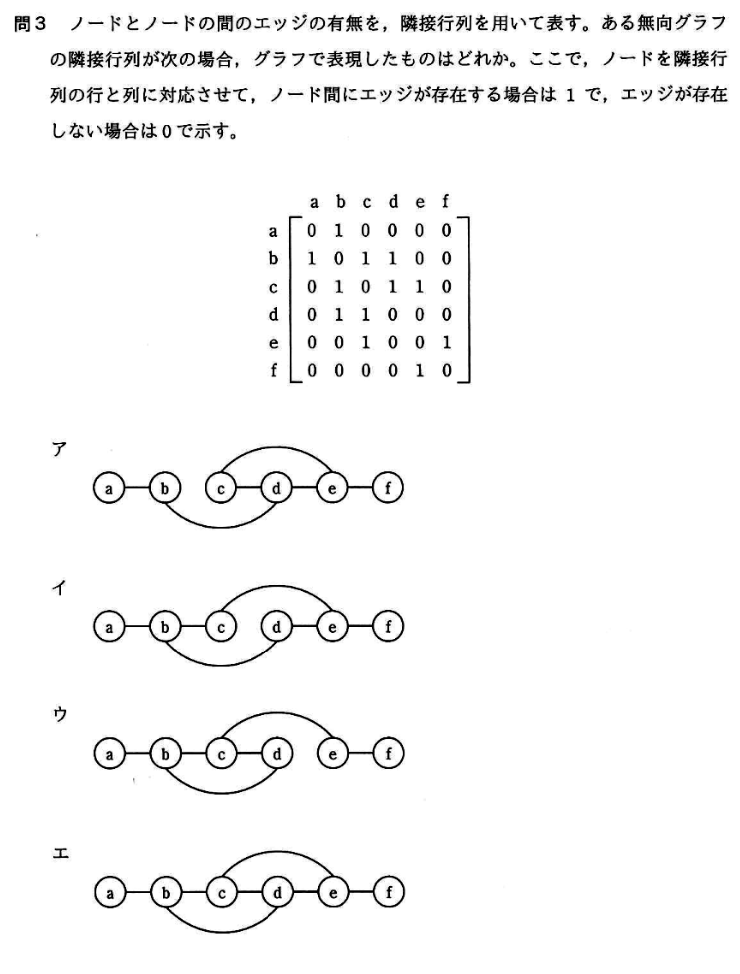 問3 ノードとノードの間のエッジの有無を，隣接行列を用いて表す。ある無向グラフ
の隣接行列が次の場合，グラフで表現したものはどれか。ここで，ノードを隣接行
列の行と列に対応させて，ノード間にエッジが存在する場合は 1 で，エッジが存在
しない場合は 0 で示す。
a b c d e f
a 0 1 0 0 0 0
b 1 0 1 1 0 0
c 0 1 0 1 1 0
d 0 1 1 0 0 0
e 0 0 1 0 0 1
f 0 0 0 0 1 0
ア
a b c d e f
イ
a b c d e f
ウ
a b c d e f
エ
a b c d e f